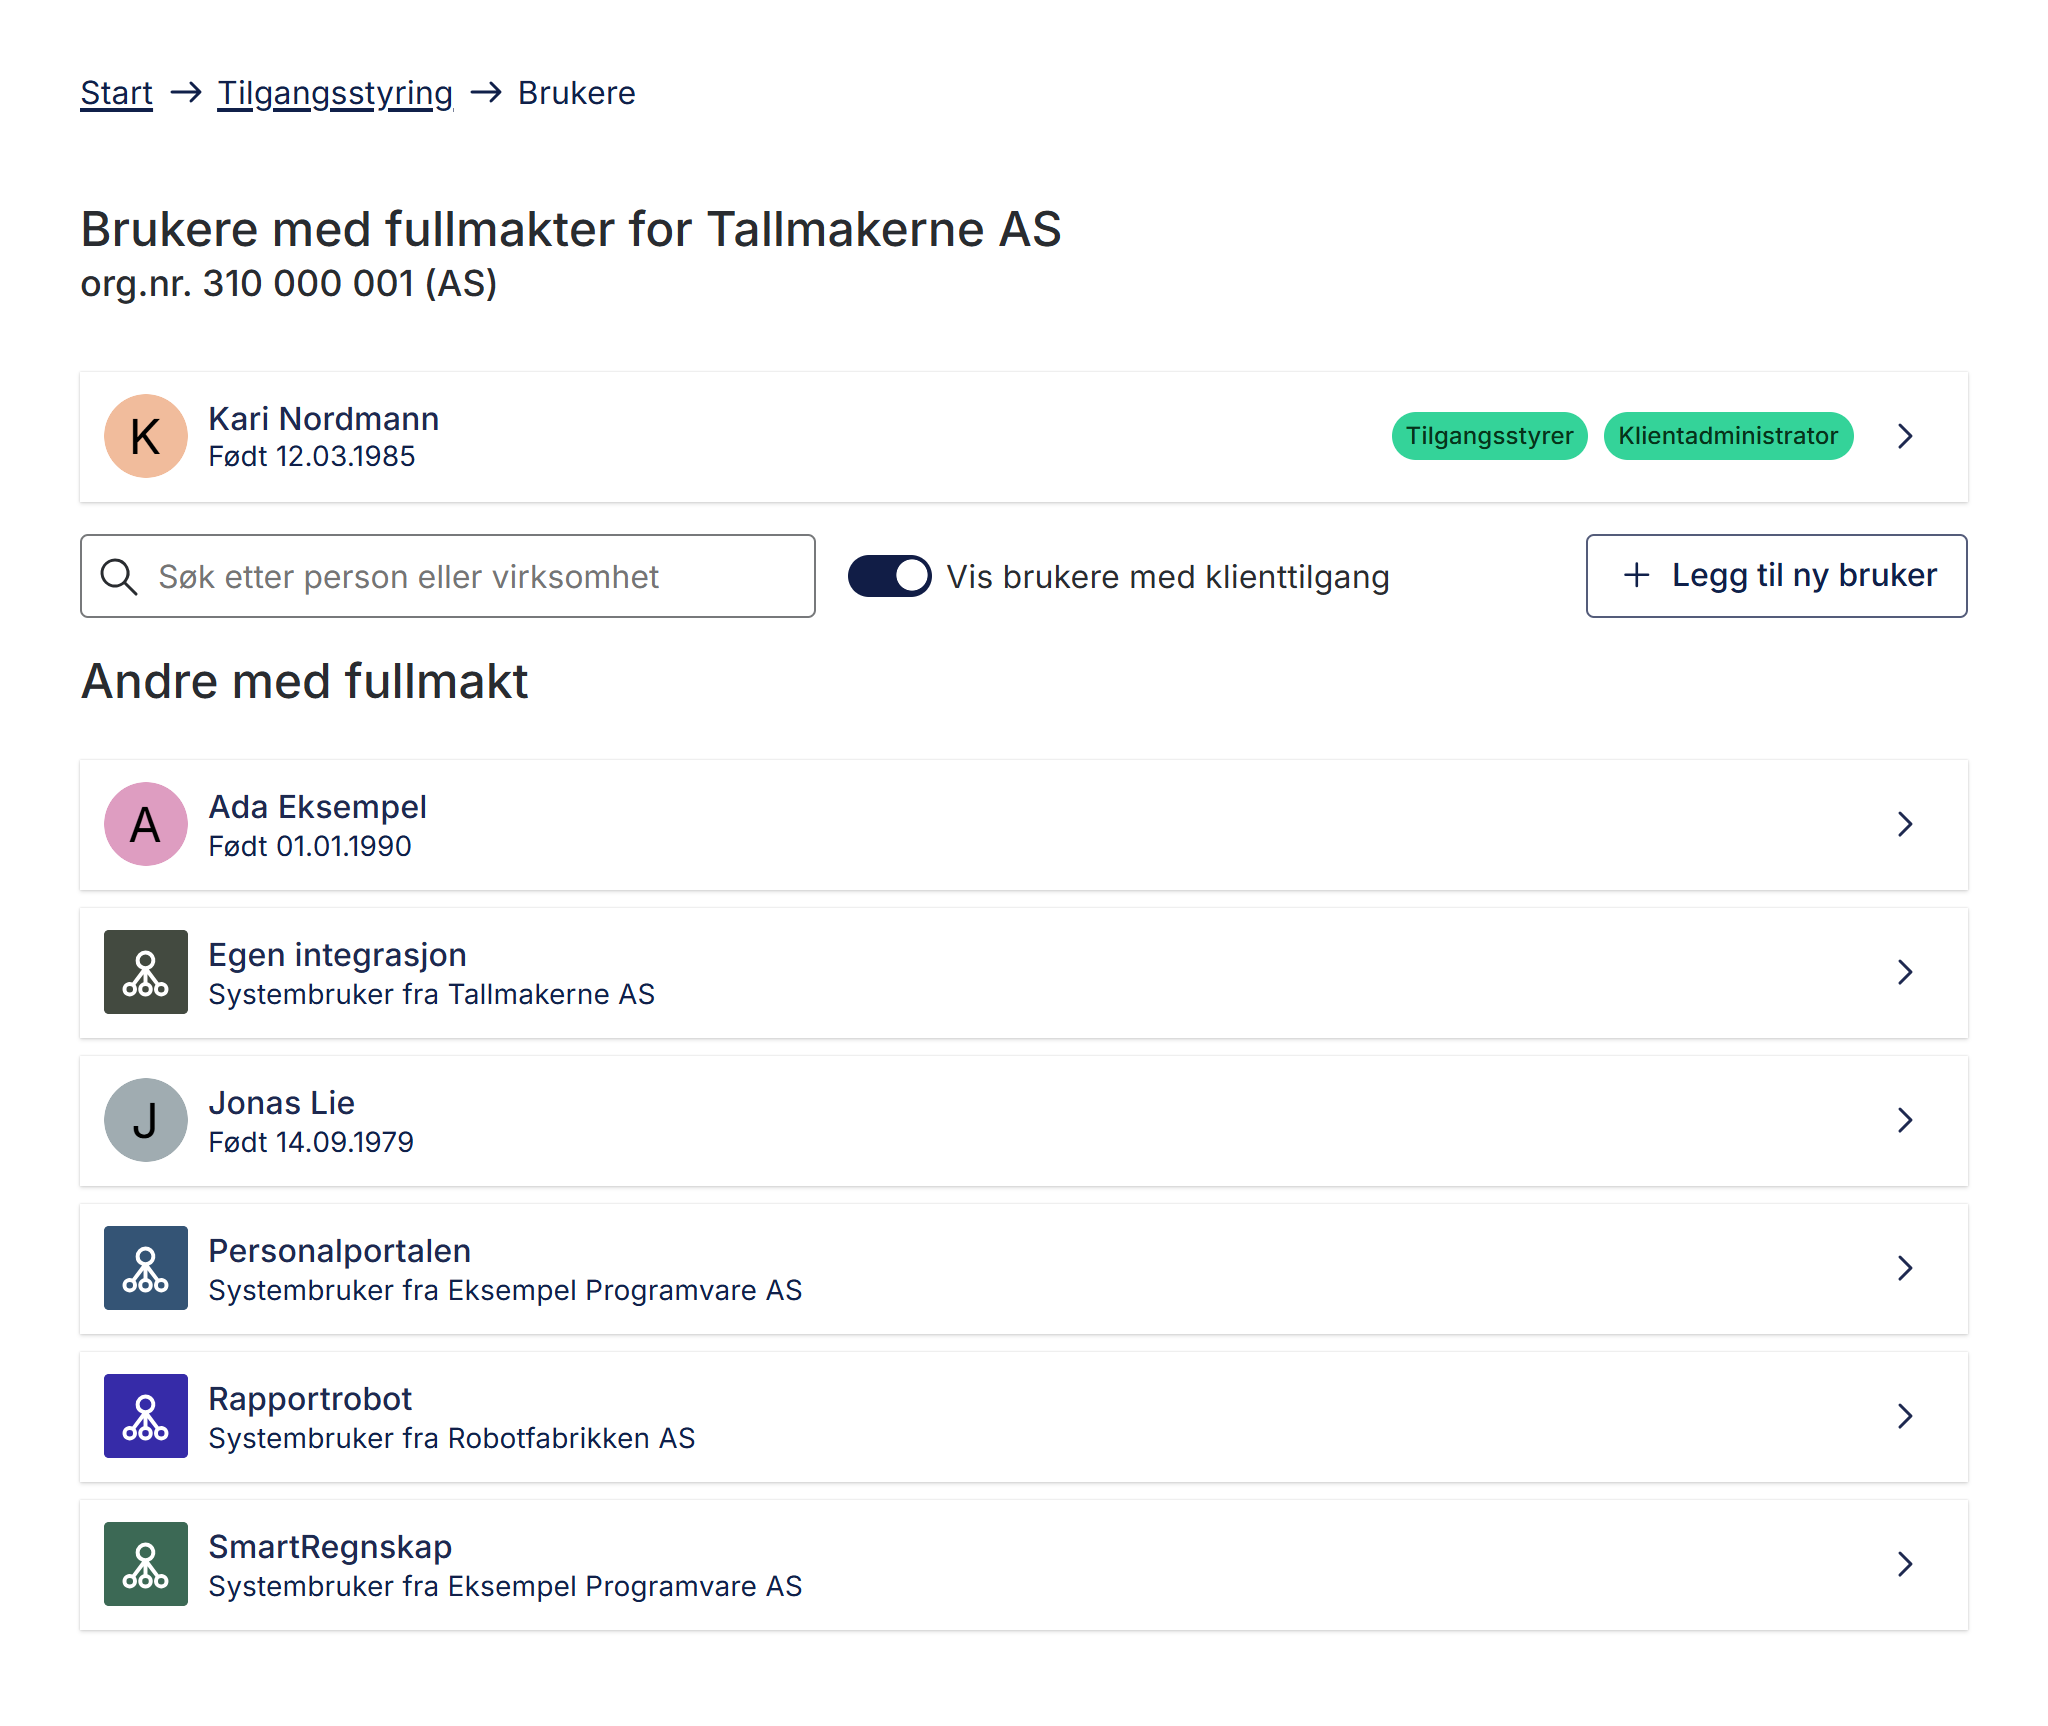 Start → Tilgangsstyring → Brukere
Brukere med fullmakter for Tallmakerne AS
org.nr. 310 000 001 (AS)
K
Kari Nordmann
Født 12.03.1985
Tilgangsstyrer
Klientadministrator
Søk etter person eller virksomhet
Vis brukere med klienttilgang
+ Legg til ny bruker
Andre med fullmakt
A
Ada Eksempel
Født 01.01.1990
Egen integrasjon
Systembruker fra Tallmakerne AS
J
Jonas Lie
Født 14.09.1979
Personalportalen
Systembruker fra Eksempel Programvare AS
Rapportrobot
Systembruker fra Robotfabrikken AS
SmartRegnskap
Systembruker fra Eksempel Programvare AS